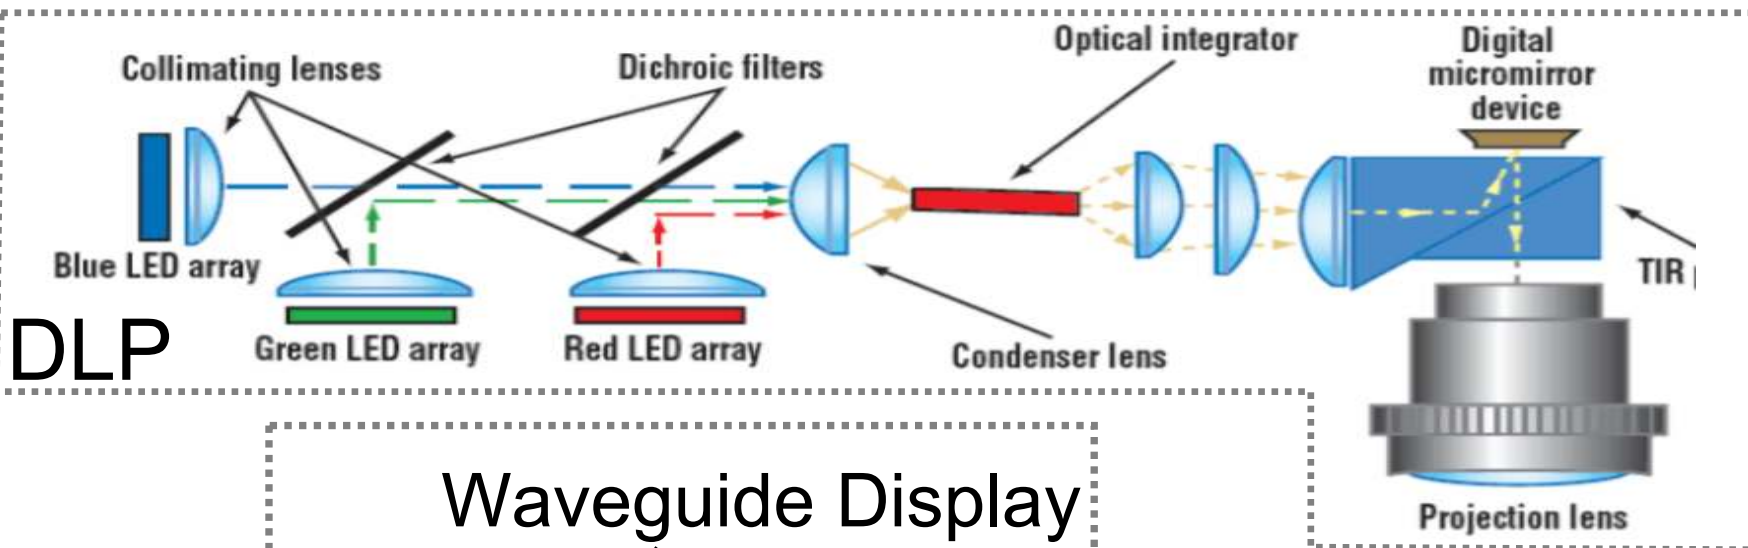 Collimating lenses
Dichroic filters
Optical integrator
Digital
micromirror
device
Blue LED array
TIR
DLP
Green LED array
Red LED array
Condenser lens
Waveguide Display
Projection lens